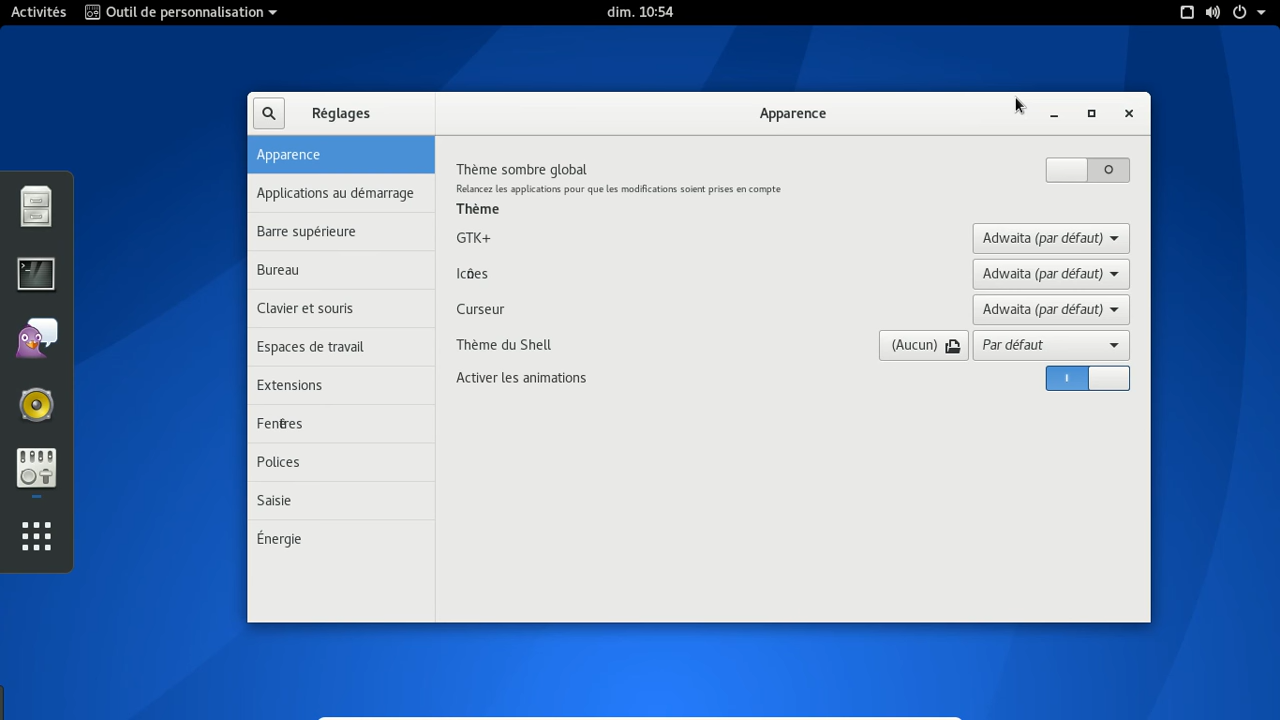 Activités Outil de personnalisation dim. 10:54
Réglages
Apparence
Apparence
Applications au démarrage
Barre supérieure
Bureau
Clavier et souris
Espaces de travail
Extensions
Fenêtres
Polices
Saisie
Énergie
Thème sombre global
Relancez les applications pour que les modifications soient prises en compte
Thème
GTK+ Adwaita (par défaut)
Icônes Adwaita (par défaut)
Curseur Adwaita (par défaut)
Thème du Shell (Aucun) Par défaut
Activer les animations